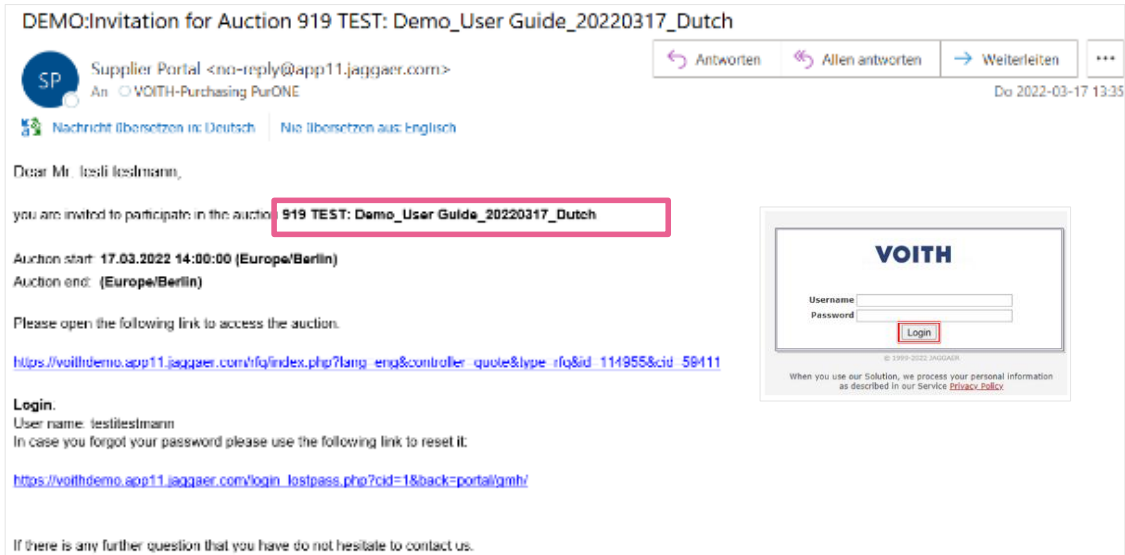 DEMO:Invitation for Auction 919 TEST: Demo_User Guide_20220317_Dutch
SP
Supplier Portal <no-reply@app11.jaggaer.com>
An VOITH-Purchasing PurONE
Antworten
Allen antworten
Weiterleiten
Do 2022-03-17 13:35
Nachricht übersetzen in: Deutsch
Nie übersetzen aus: Englisch
Dear Mr. Testi Testmann,
you are invited to participate in the auction 919 TEST: Demo_User Guide_20220317_Dutch
Auction start: 17.03.2022 14:00:00 (Europe/Berlin)
Auction end: (Europe/Berlin)
Please open the following link to access the auction.
https://voithdemo.app11.jaggaer.com/rfq/index.php?lang=eng&controller=quote&type=rfq&id=114955&cid=59411
Login.
User name: testitestmann
In case you forgot your password please use the following link to reset it:
https://voithdemo.app11.jaggaer.com/login_lostpass.php?cid=1&back=portal/gmh/
If there is any further question that you have do not hesitate to contact us.
VOITH
Username
Password
Login
© 1999-2022 JAGGAER
When you use our Solution, we process your personal information
as described in our Service Privacy Policy